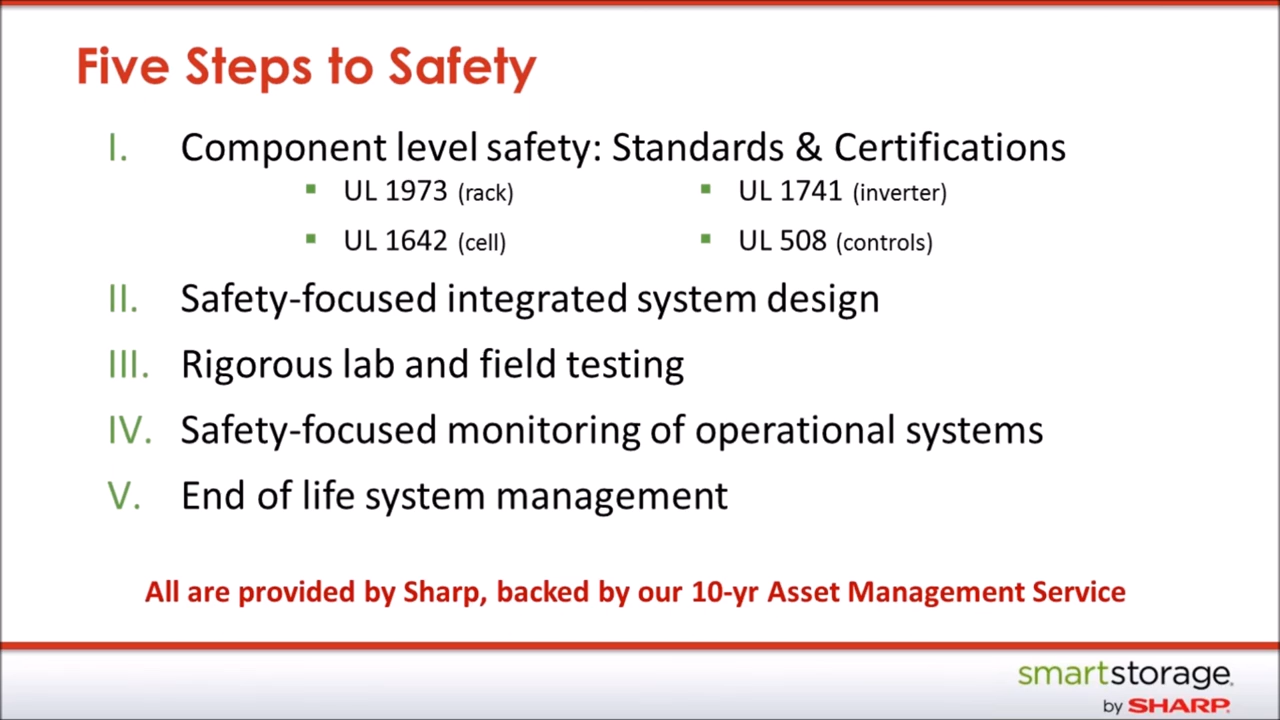 Five Steps to Safety
I. Component level safety: Standards & Certifications
▪ UL 1973 (rack) ▪ UL 1741 (inverter)
▪ UL 1642 (cell) ▪ UL 508 (controls)
II. Safety-focused integrated system design
III. Rigorous lab and field testing
IV. Safety-focused monitoring of operational systems
V. End of life system management
All are provided by Sharp, backed by our 10-yr Asset Management Service
smartstorage.
by SHARP.